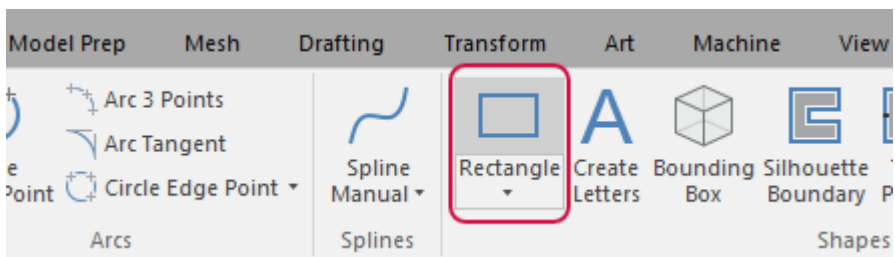 Model Prep Mesh Drafting Transform Art Machine View
Arc 3 Points
Arc Tangent
Circle Edge Point
Point
Arcs
Spline
Manual
Splines
Rectangle
Create
Letters
Bounding
Box
Silhouette
Boundary
Shapes